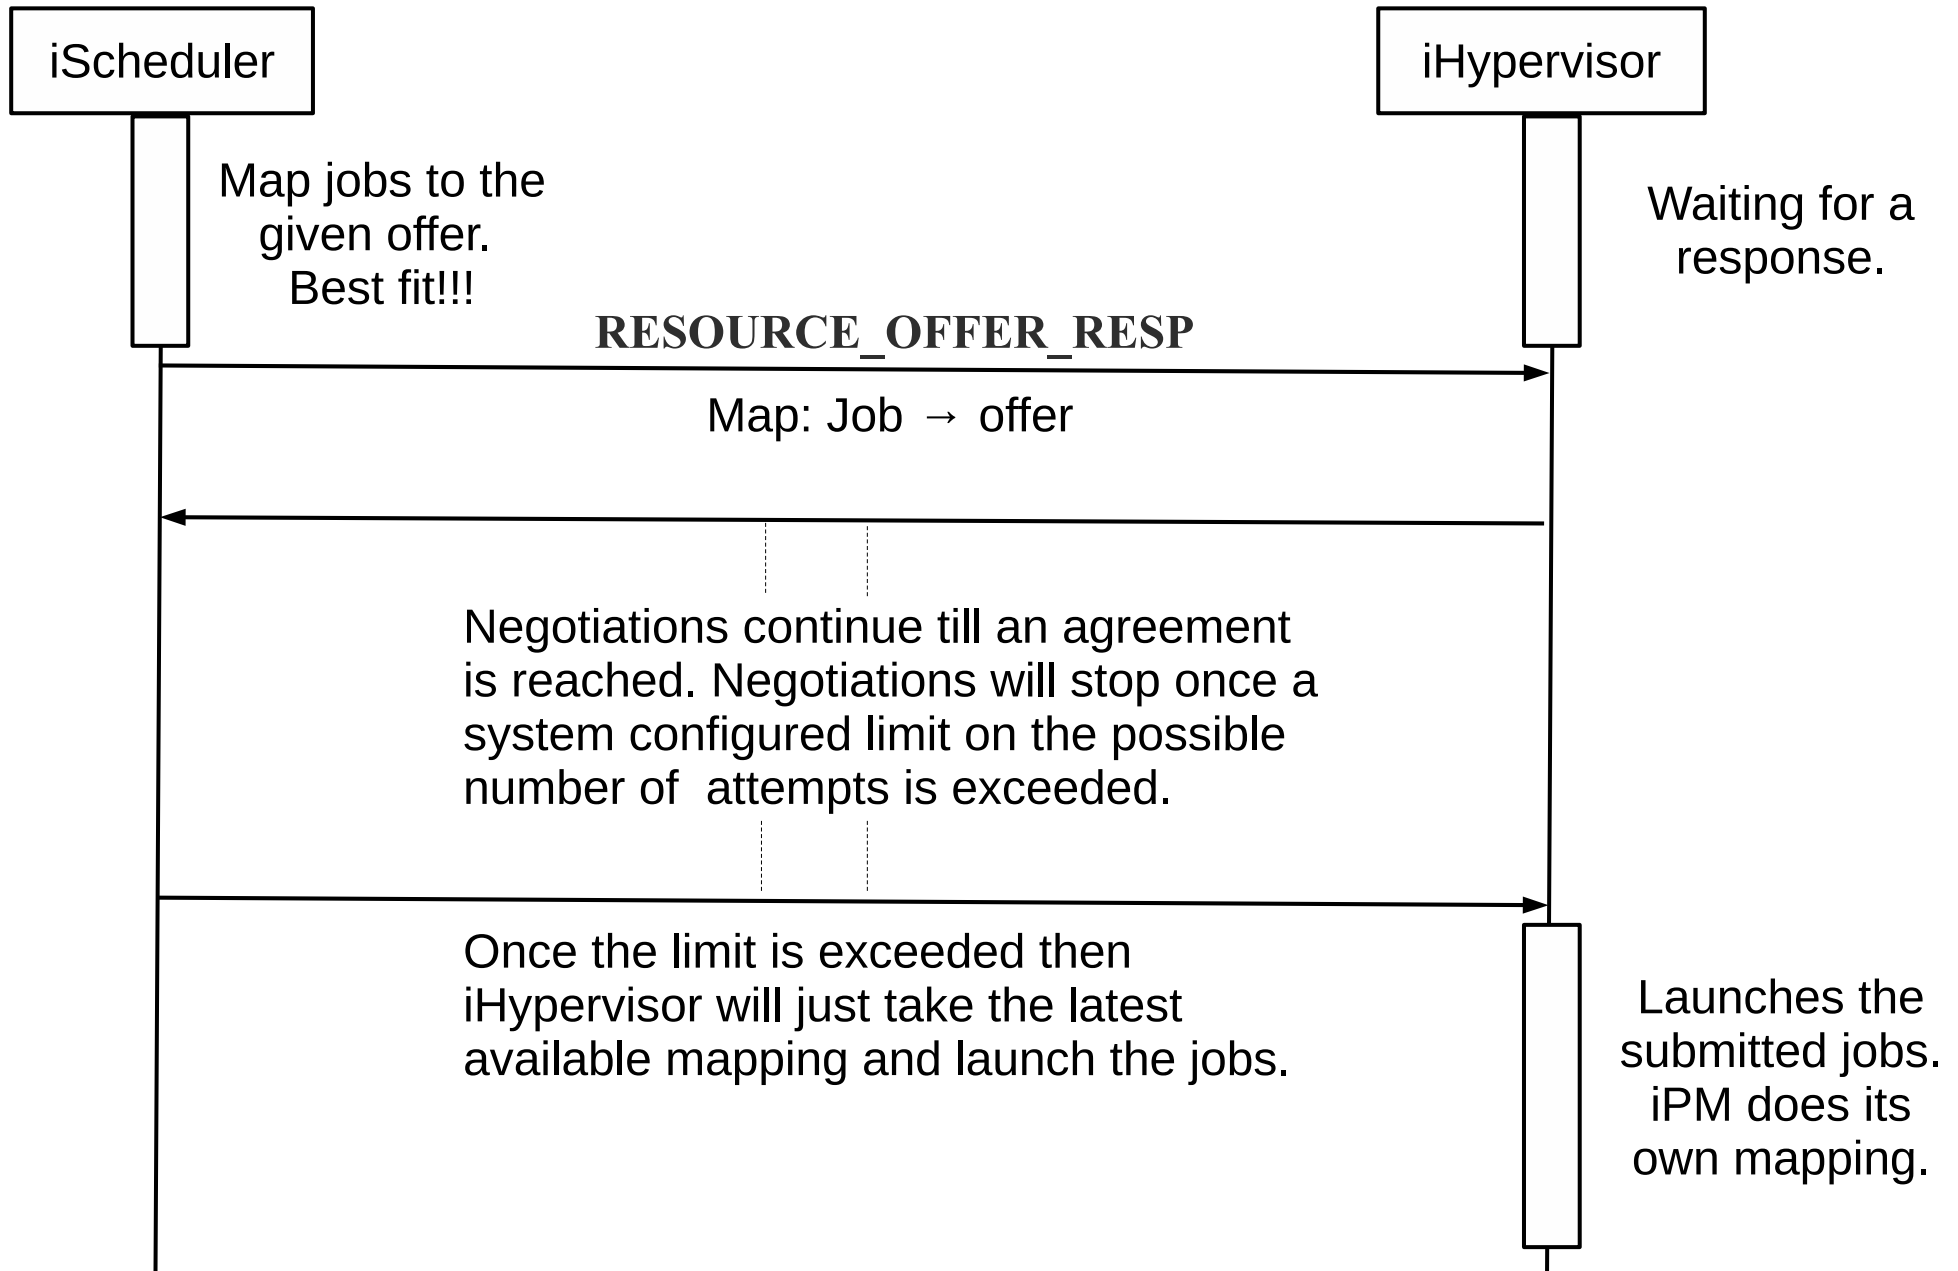 iScheduler
iHypervisor
Map jobs to the
given offer.
Best fit!!!
Waiting for a
response.
RESOURCE_OFFER_RESP
Map: Job → offer
Negotiations continue till an agreement
is reached. Negotiations will stop once a
system configured limit on the possible
number of  attempts is exceeded.
Once the limit is exceeded then
iHypervisor will just take the latest
available mapping and launch the jobs.
Launches the
submitted jobs.
iPM does its
own mapping.